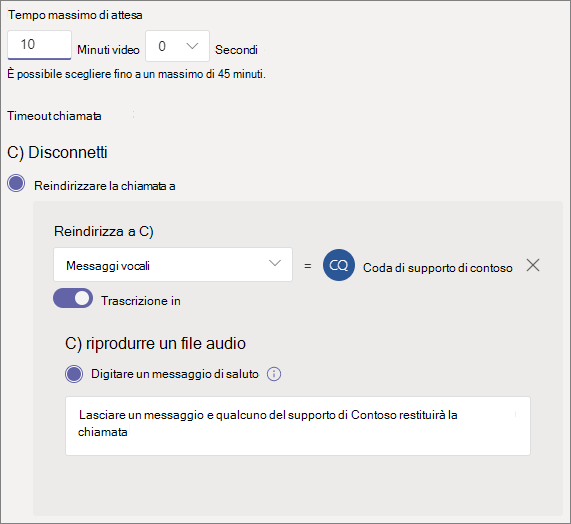 Tempo massimo di attesa
10 Minuti video 0 Secondi
È possibile scegliere fino a un massimo di 45 minuti.
Timeout chiamata
C) Disconnetti
Reindirizzare la chiamata a
Reindirizza a C)
Messaggi vocali = CQ Coda di supporto di contoso
Trascrizione in
C) riprodurre un file audio
Digitare un messaggio di saluto
Lasciare un messaggio e qualcuno del supporto di Contoso restituirà la
chiamata